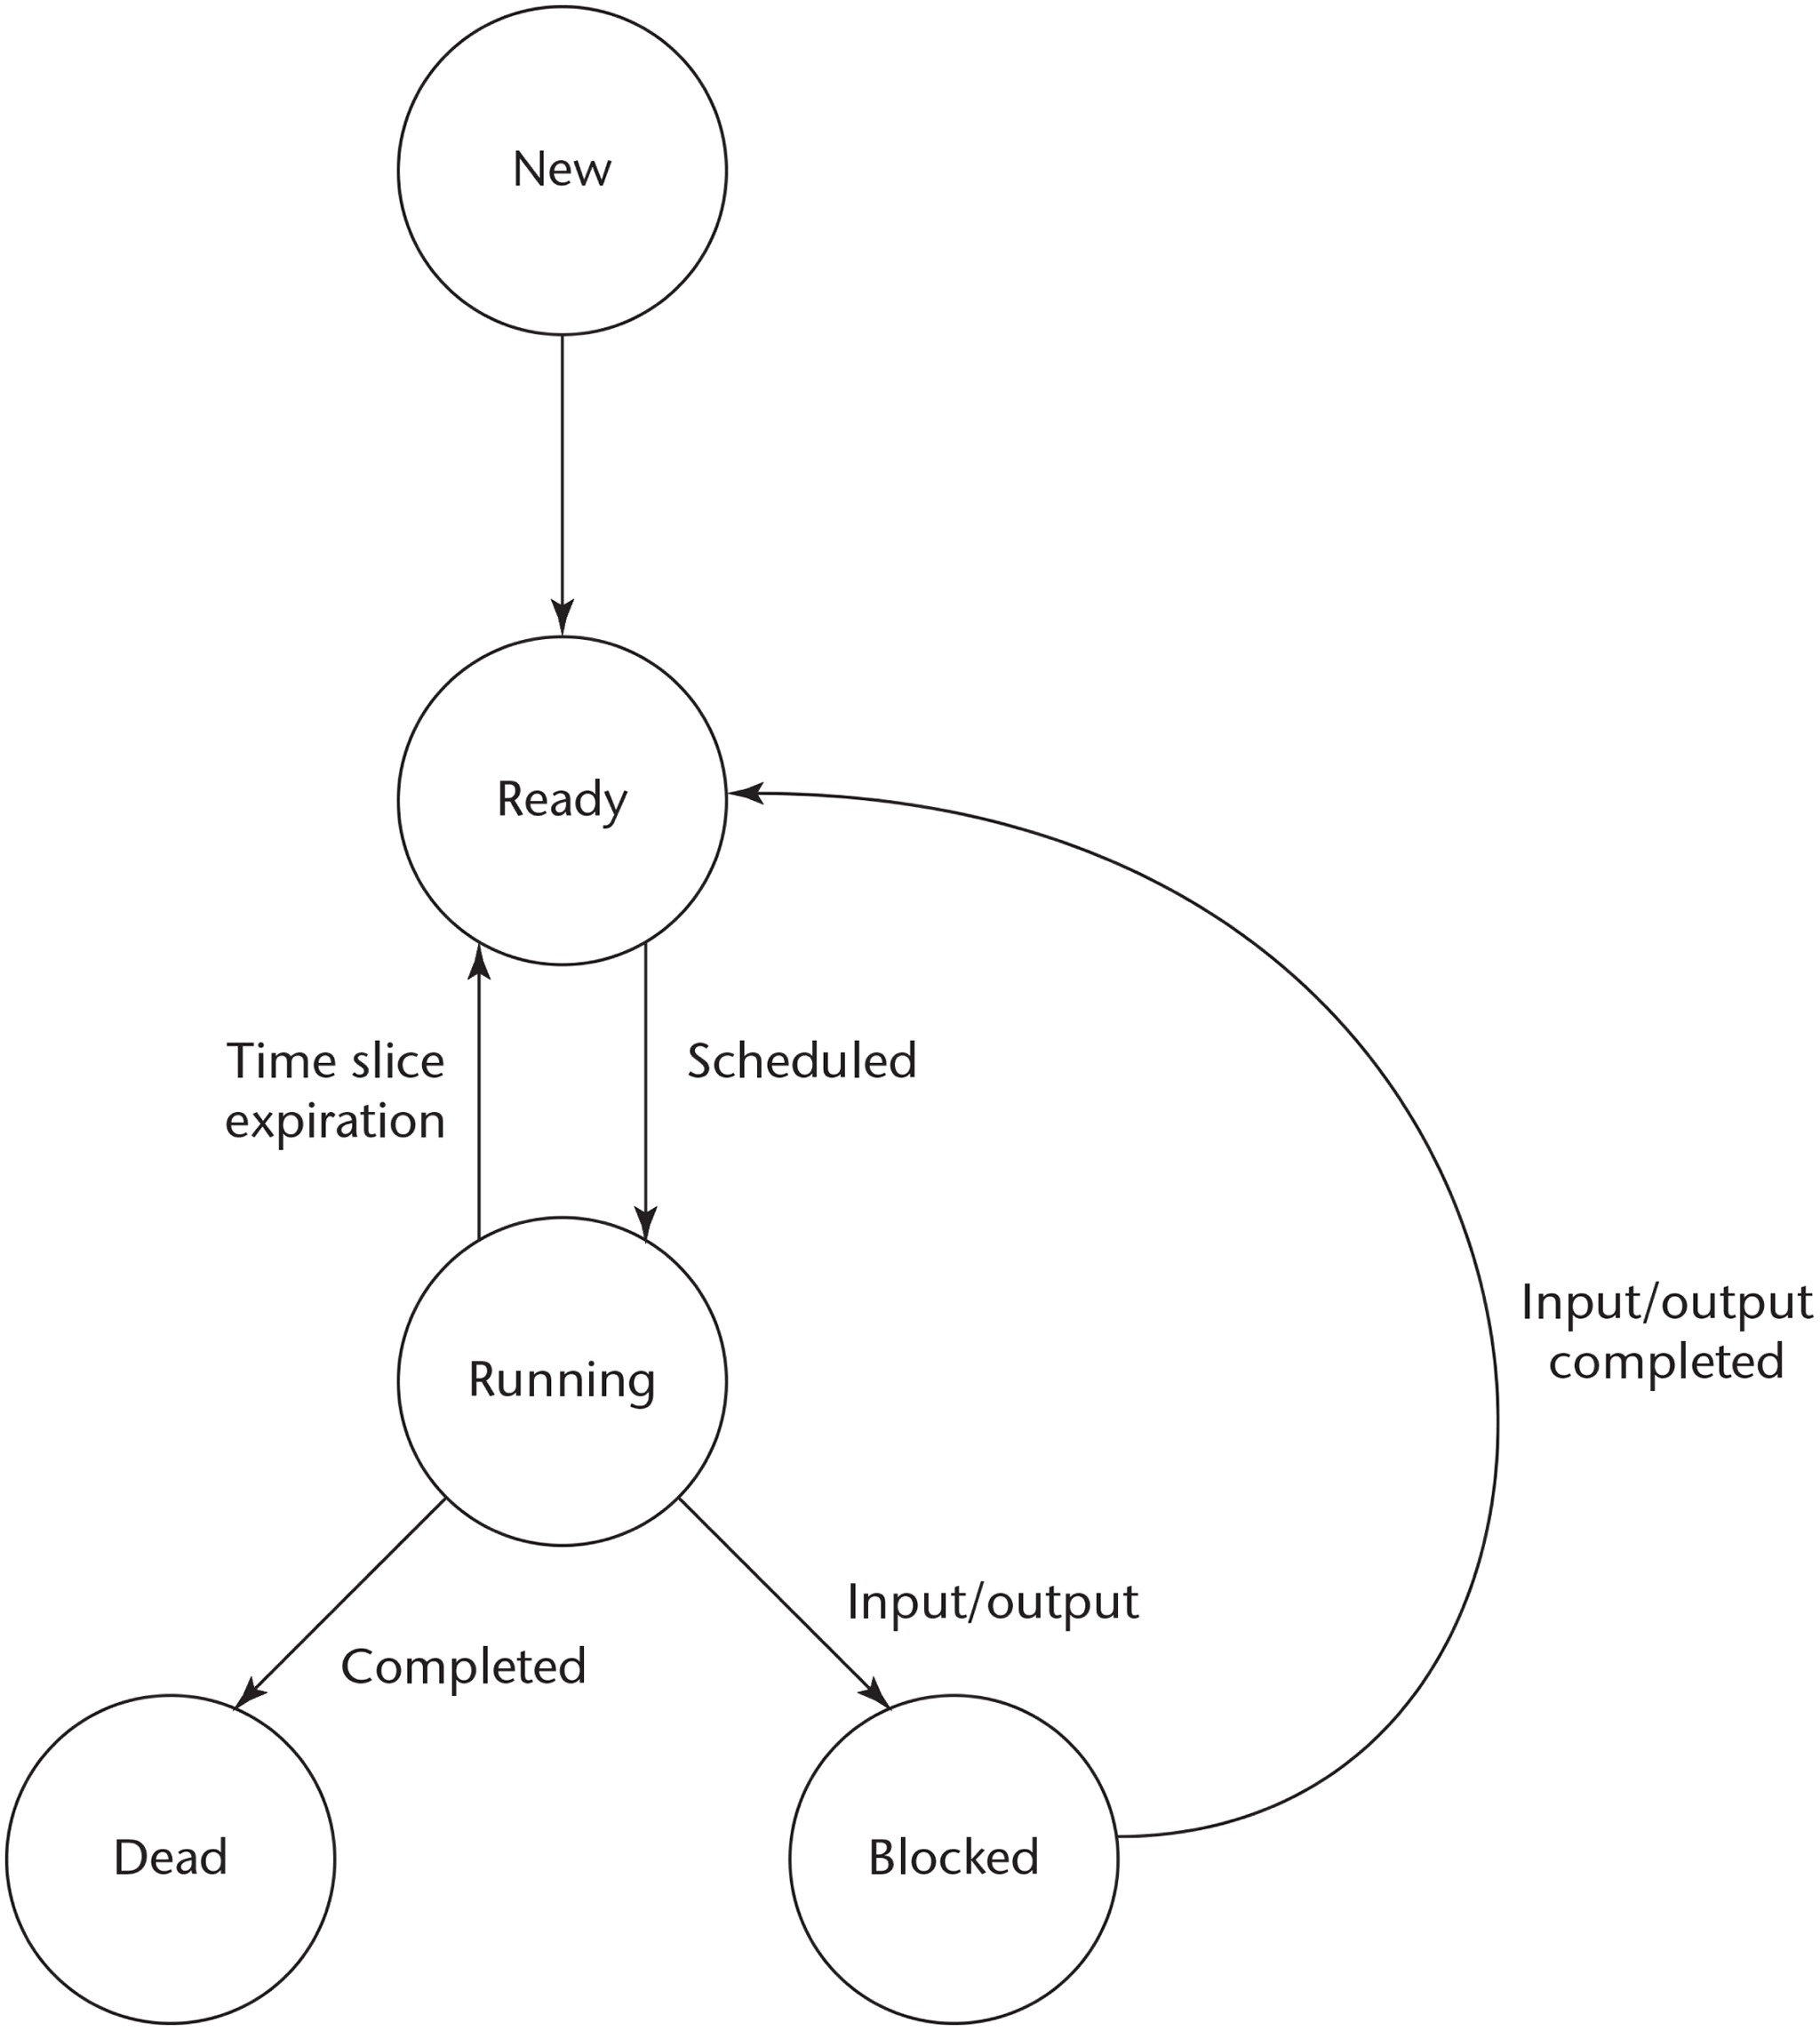 New
Ready
Time slice
expiration
Scheduled
Running
Input/output
completed
Input/output
Completed
Dead
Blocked